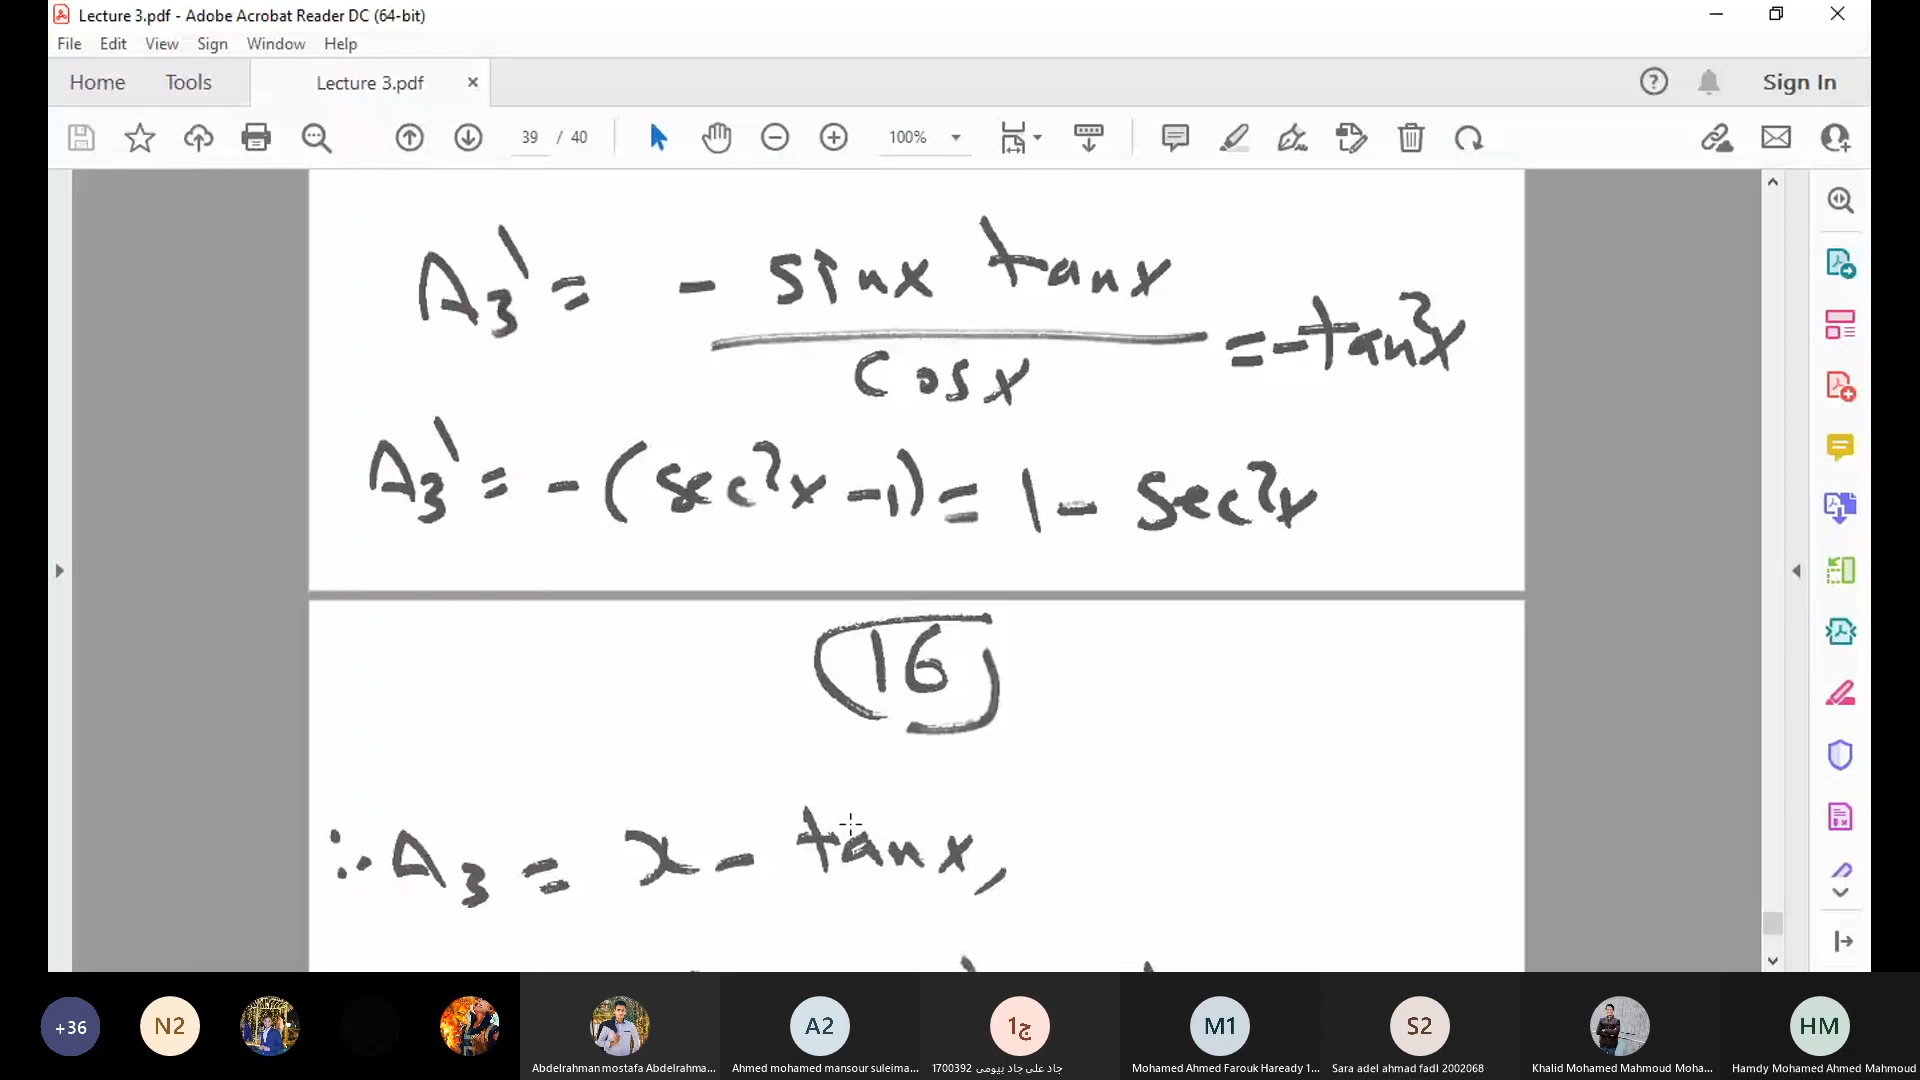 Lecture 3.pdf - Adobe Acrobat Reader DC (64-bit)
File Edit View Sign Window Help
Home Tools Lecture 3.pdf × Sign In
39 / 40 100%
A₃' = - sinx tanx / cosx = -tan²x
A₃' = - (sec²x -1) = 1 - sec²x
16
∴ A₃ = x - tanx,
+36 N2 A2 ج1 M1 S2 HM
Abdelrahman mostafa Abdelrahma... Ahmed mohamed mansour suleima... جاد على جاد بيومى 1700392 Mohamed Ahmed Farouk Haready 1... Sara adel ahmad fadl 2002068 Khalid Mohamed Mahmoud Moha... Hamdy Mohamed Ahmed Mahmoud